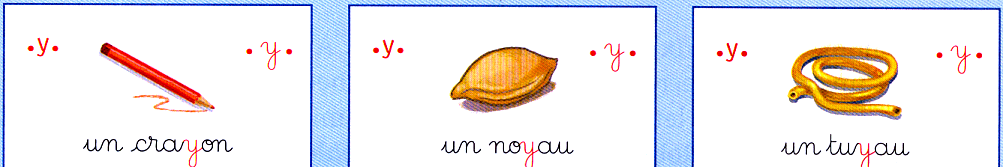 •y• •y•
un crayon
•y• •y•
un noyau
•y• •y•
un tuyau